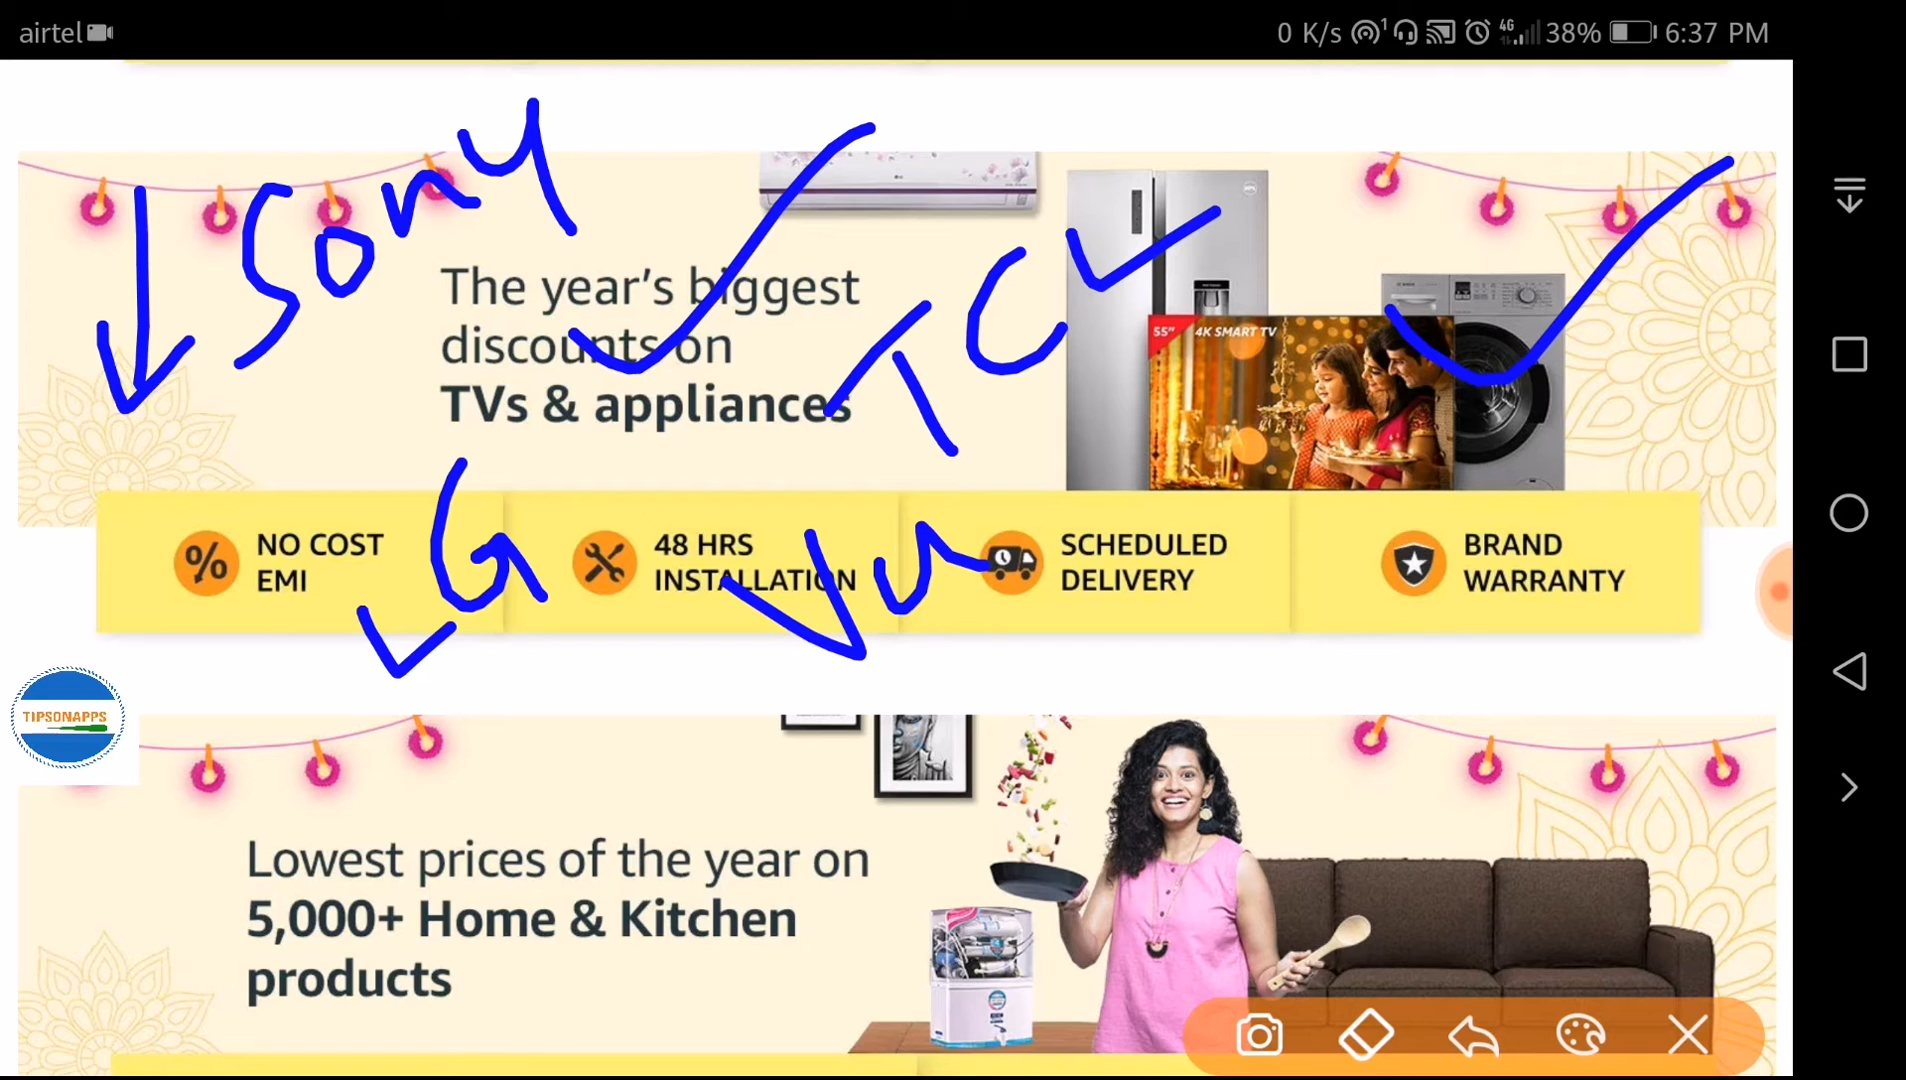 airtel 0 K/s 1 4G 38% 6:37 PM
Sony
The year's biggest
discounts on
TVs & appliances
TCL
55" 4K SMART TV
NO COST
EMI
48 HRS
INSTALLATION
SCHEDULED
DELIVERY
BRAND
WARRANTY
Vu
TIPSONAPPS
Lowest prices of the year on
5,000+ Home & Kitchen
products